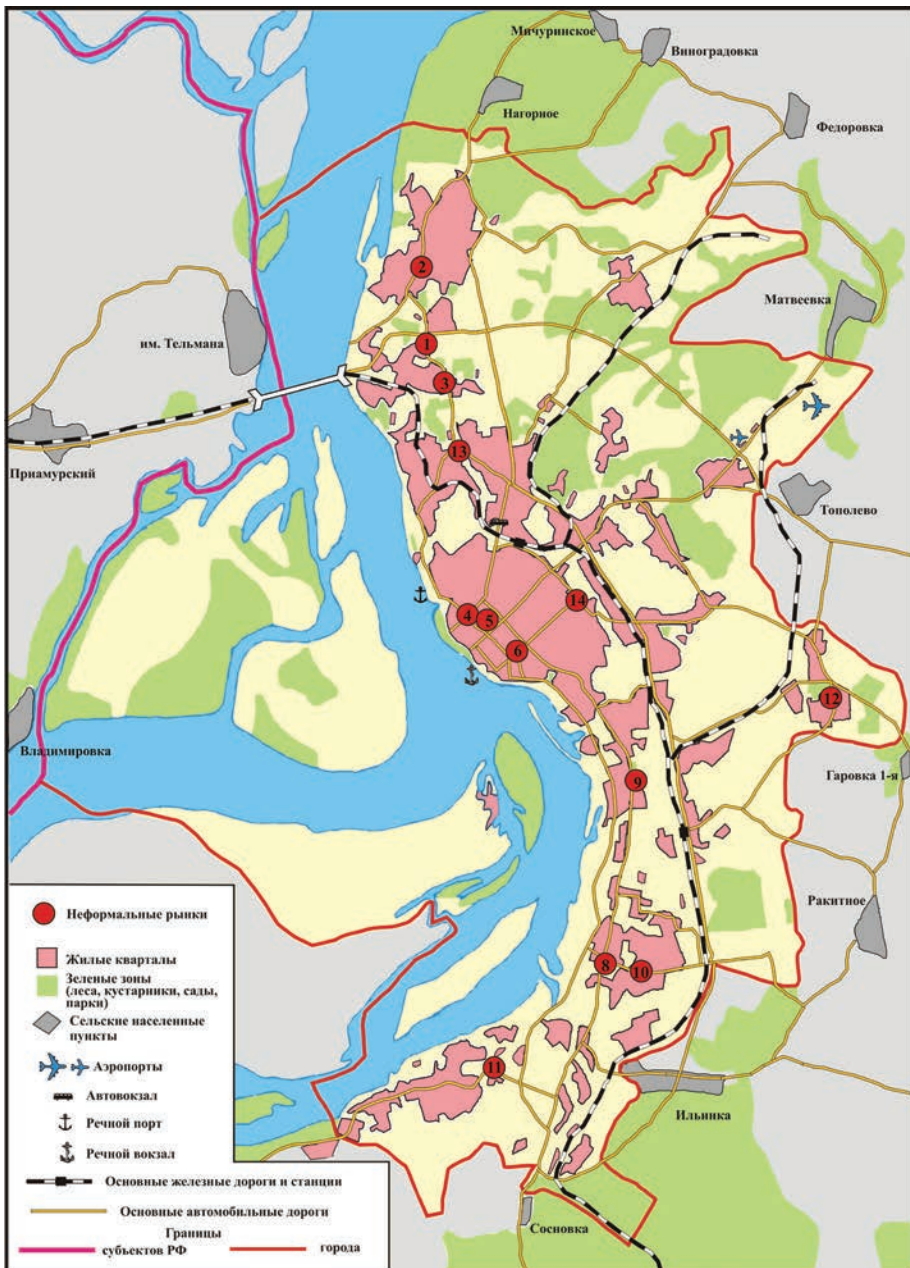 Мичуринское
Виноградовка
Нагорное
Федоровка
2
Матвеевка
им. Тельмана
1
3
Приамурский
13
Тополево
14
4
5
6
12
Владимировка
Гаровка 1-я
9
Ракитное
8
10
11
Ильинка
Сосновка
Неформальные рынки
Жилые кварталы
Зеленые зоны
(леса, кустарники, сады,
парки)
Сельские населенные
пункты
Аэропорты
Автовокзал
Речной порт
Речной вокзал
Основные железные дороги и станции
Основные автомобильные дороги
Границы
субъектов РФ
города